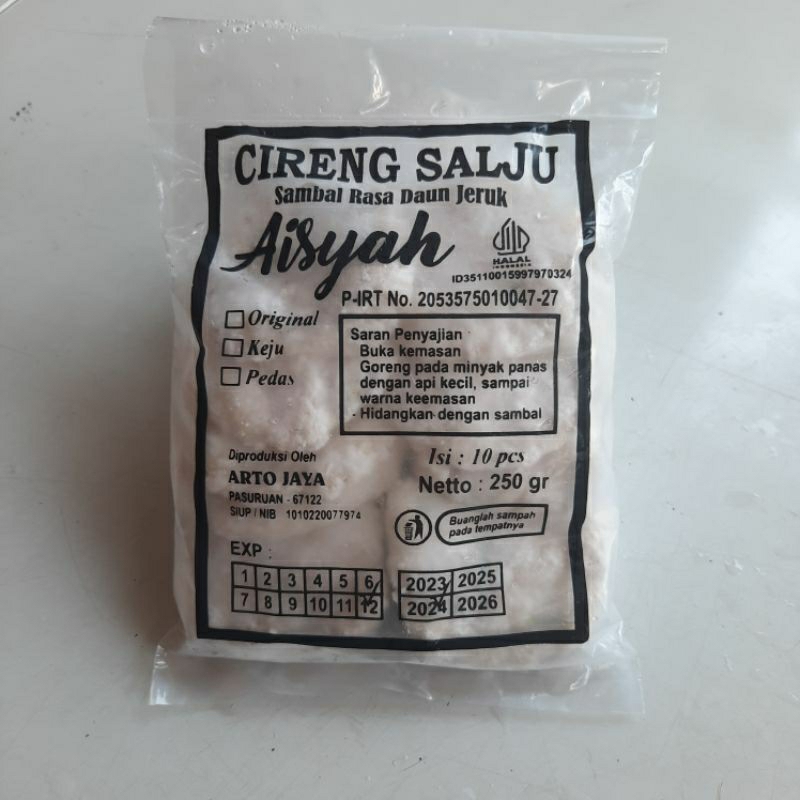 CIRENG SALJU
Sambal Rasa Daun Jeruk
Aisyah
HALAL
INDONESIA
ID35110015997970324
P-IRT No. 2053575010047-27
Original
Keju
Pedas
Saran Penyajian
Buka kemasan
Goreng pada minyak panas
dengan api kecil, sampai
warna keemasan
- Hidangkan dengan sambal
Diproduksi Oleh
ARTO JAYA
PASURUAN - 67122
SIUP / NIB 1010220077974
Isi : 10 pcs
Netto : 250 gr
Buanglah sampah
pada tempatnya
EXP :
1 2 3 4 5 6
7 8 9 10 11 12
2023 2025
2024 2026